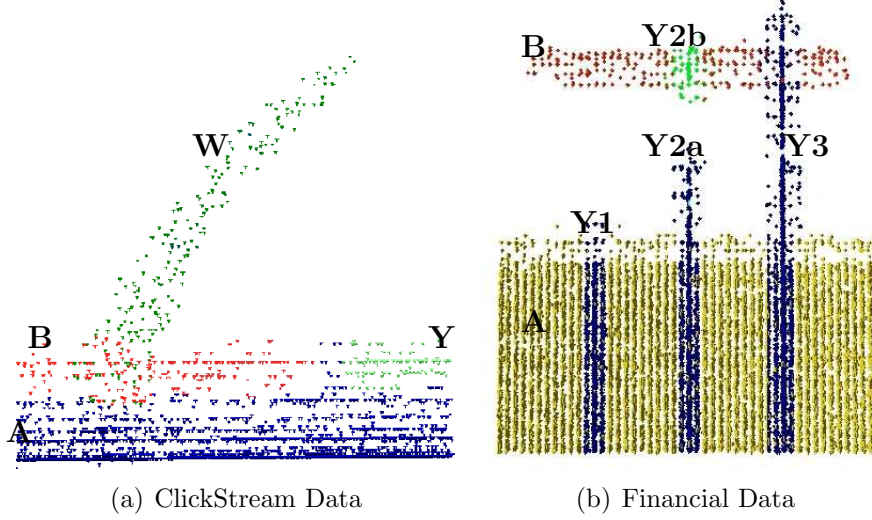 W
B
Y
A
(a) ClickStream Data
B
Y2b
Y2a
Y3
Y1
A
(b) Financial Data